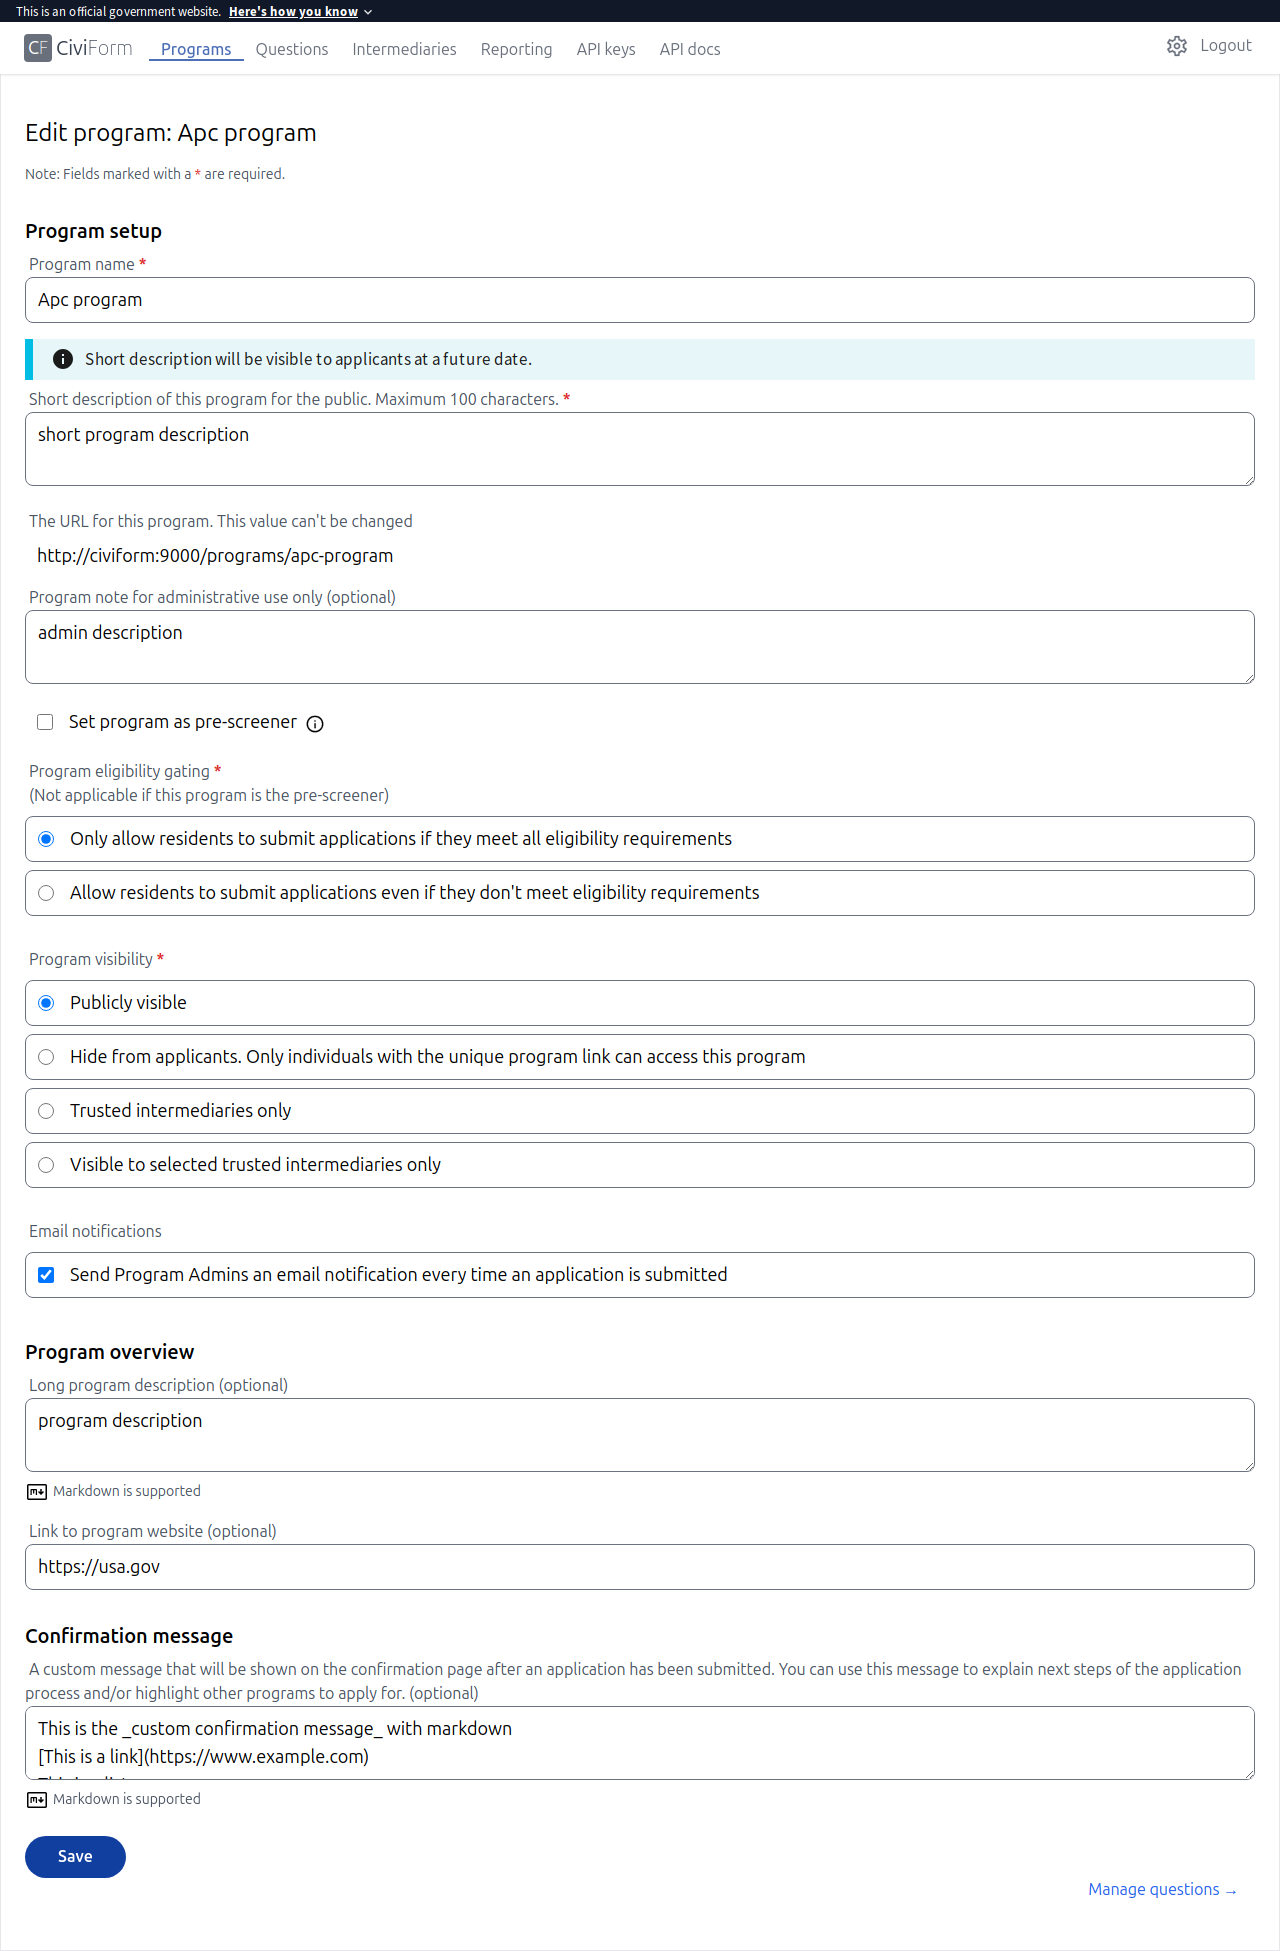 This is an official government website. Here's how you know
CF CiviForm Programs Questions Intermediaries Reporting API keys API docs Logout
Edit program: Apc program
Note: Fields marked with a * are required.
Program setup
Program name *
Apc program
Short description will be visible to applicants at a future date.
Short description of this program for the public. Maximum 100 characters. *
short program description
The URL for this program. This value can't be changed
http://civiform:9000/programs/apc-program
Program note for administrative use only (optional)
admin description
Set program as pre-screener
Program eligibility gating *
(Not applicable if this program is the pre-screener)
Only allow residents to submit applications if they meet all eligibility requirements
Allow residents to submit applications even if they don't meet eligibility requirements
Program visibility *
Publicly visible
Hide from applicants. Only individuals with the unique program link can access this program
Trusted intermediaries only
Visible to selected trusted intermediaries only
Email notifications
Send Program Admins an email notification every time an application is submitted
Program overview
Long program description (optional)
program description
Markdown is supported
Link to program website (optional)
https://usa.gov
Confirmation message
A custom message that will be shown on the confirmation page after an application has been submitted. You can use this message to explain next steps of the application
process and/or highlight other programs to apply for. (optional)
This is the _custom confirmation message_ with markdown
[This is a link](https://www.example.com)
Markdown is supported
Save
Manage questions →